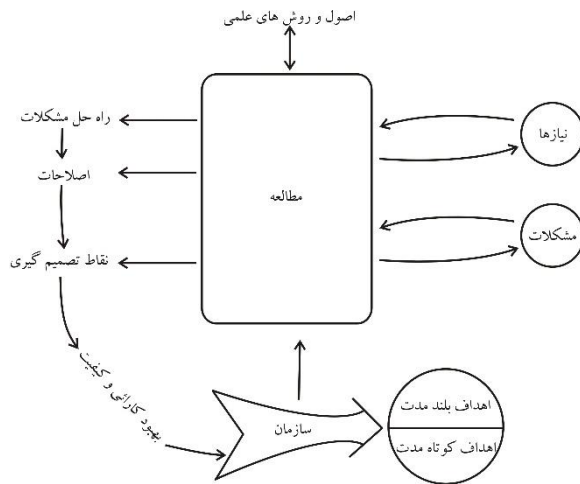 اصول و روش های علمی
نیازها
راه حل مشکلات
اصلاحات
مطالعه
مشکلات
نقاط تصمیم گیری
بهبود کارائی و کیفیت
سازمان
اهداف بلند مدت
اهداف کوتاه مدت